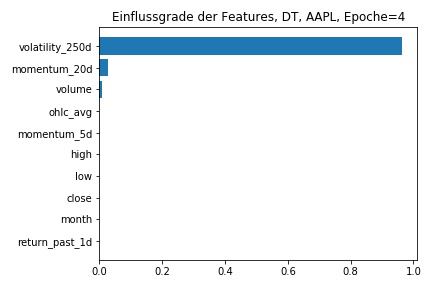 Einflussgrade der Features, DT, AAPL, Epoche=4
volatility_250d
momentum_20d
volume
ohlc_avg
momentum_5d
high
low
close
month
return_past_1d
0.0 0.2 0.4 0.6 0.8 1.0